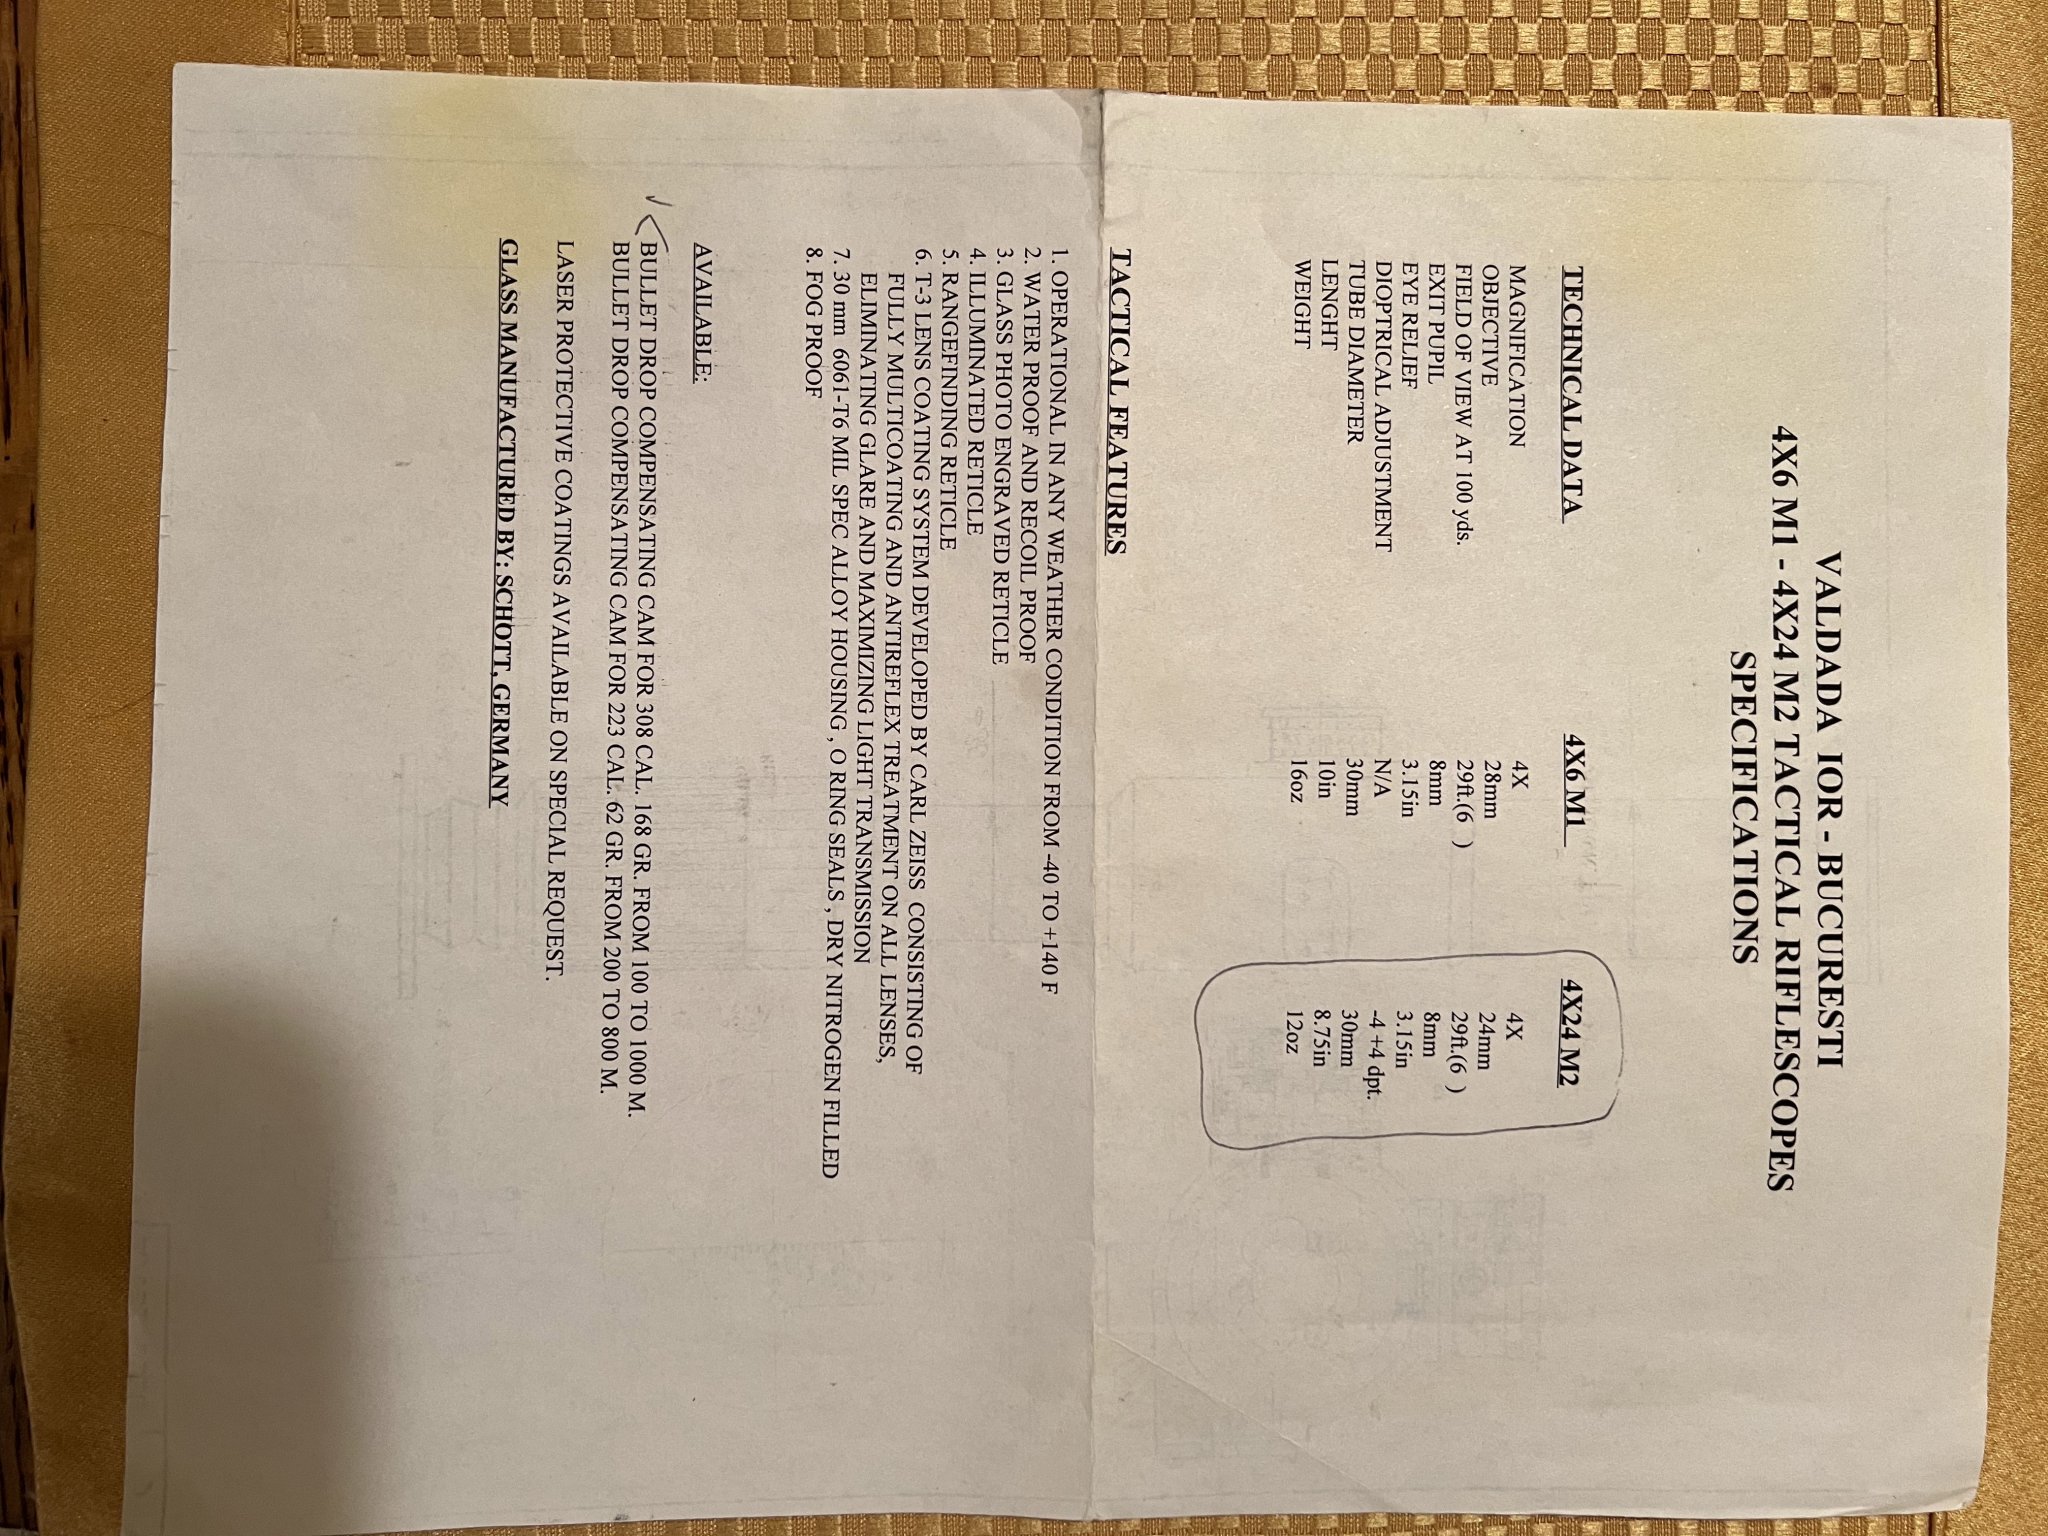 VALDADA IOR - BUCURESTI
4X6 M1 - 4X24 M2 TACTICAL RIFLESCOPES
SPECIFICATIONS
TECHNICAL DATA 4X6 M1 4X24 M2
MAGNIFICATION 4X 4X
OBJECTIVE 28mm 24mm
FIELD OF VIEW AT 100 yds. 29ft.(6 ) 29ft.(6 )
EXIT PUPIL 8mm 8mm
EYE RELIEF 3.15in 3.15in
DIOPTRICAL ADJUSTMENT N/A -4 +4 dpt.
TUBE DIAMETER 30mm 30mm
LENGHT 10in 8.75in
WEIGHT 16oz 12oz
TACTICAL FEATURES
1. OPERATIONAL IN ANY WEATHER CONDITION FROM -40 TO +140 F
2. WATER PROOF AND RECOIL PROOF
3. GLASS PHOTO ENGRAVED RETICLE
4. ILLUMINATED RETICLE
5. RANGEFINDING RETICLE
6. T-3 LENS COATING SYSTEM DEVELOPED BY CARL ZEISS CONSISTING OF
FULLY MULTICOATING AND ANTIREFLEX TREATMENT ON ALL LENSES,
ELIMINATING GLARE AND MAXIMIZING LIGHT TRANSMISSION
7. 30 mm 6061-T6 MIL SPEC ALLOY HOUSING , O RING SEALS , DRY NITROGEN FILLED
8. FOG PROOF
AVAILABLE:
BULLET DROP COMPENSATING CAM FOR 308 CAL. 168 GR. FROM 100 TO 1000 M.
BULLET DROP COMPENSATING CAM FOR 223 CAL. 62 GR. FROM 200 TO 800 M.
LASER PROTECTIVE COATINGS AVAILABLE ON SPECIAL REQUEST.
GLASS MANUFACTURED BY: SCHOTT, GERMANY